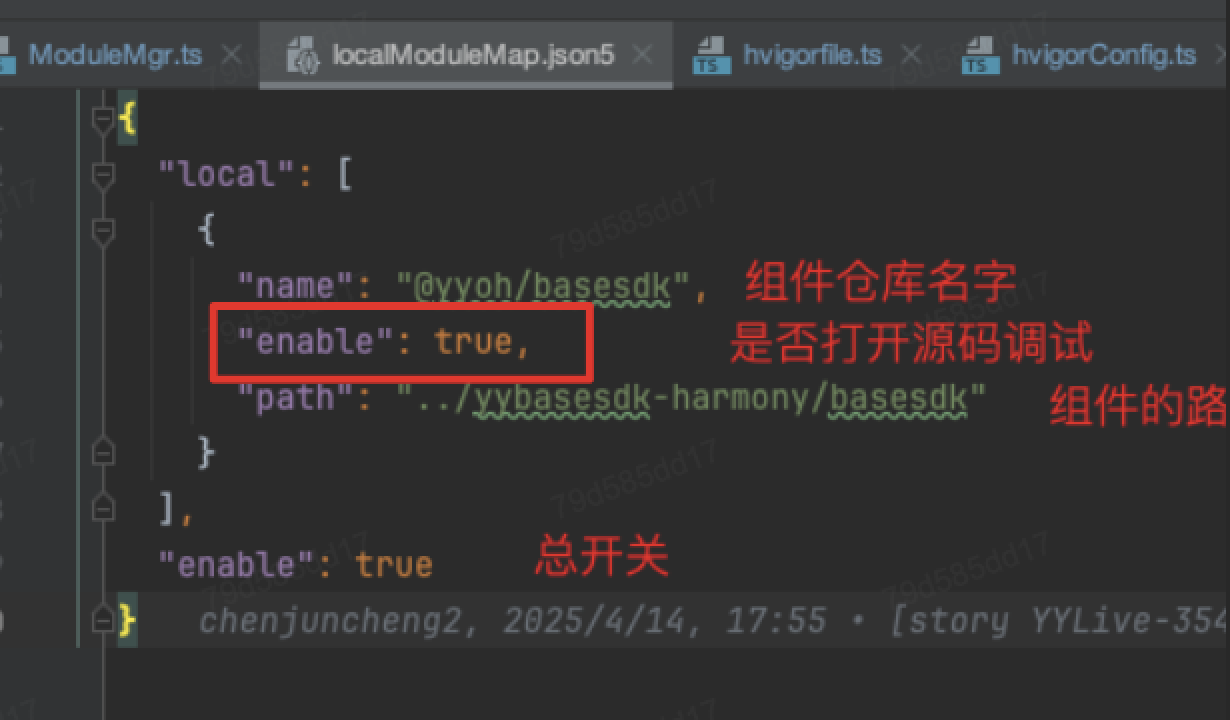 ModuleMgr.ts localModuleMap.json5 TS hvigorfile.ts TS hvigorConfig.ts
{
"local": [
{
"name": "@yyoh/basesdk", 组件仓库名字
"enable": true, 是否打开源码调试
"path": "../yybasesdk-harmony/basesdk" 组件的路
}
],
"enable": true 总开关
} chenjuncheng2, 2025/4/14, 17:55 • [story YYLive-354
79d585dd17